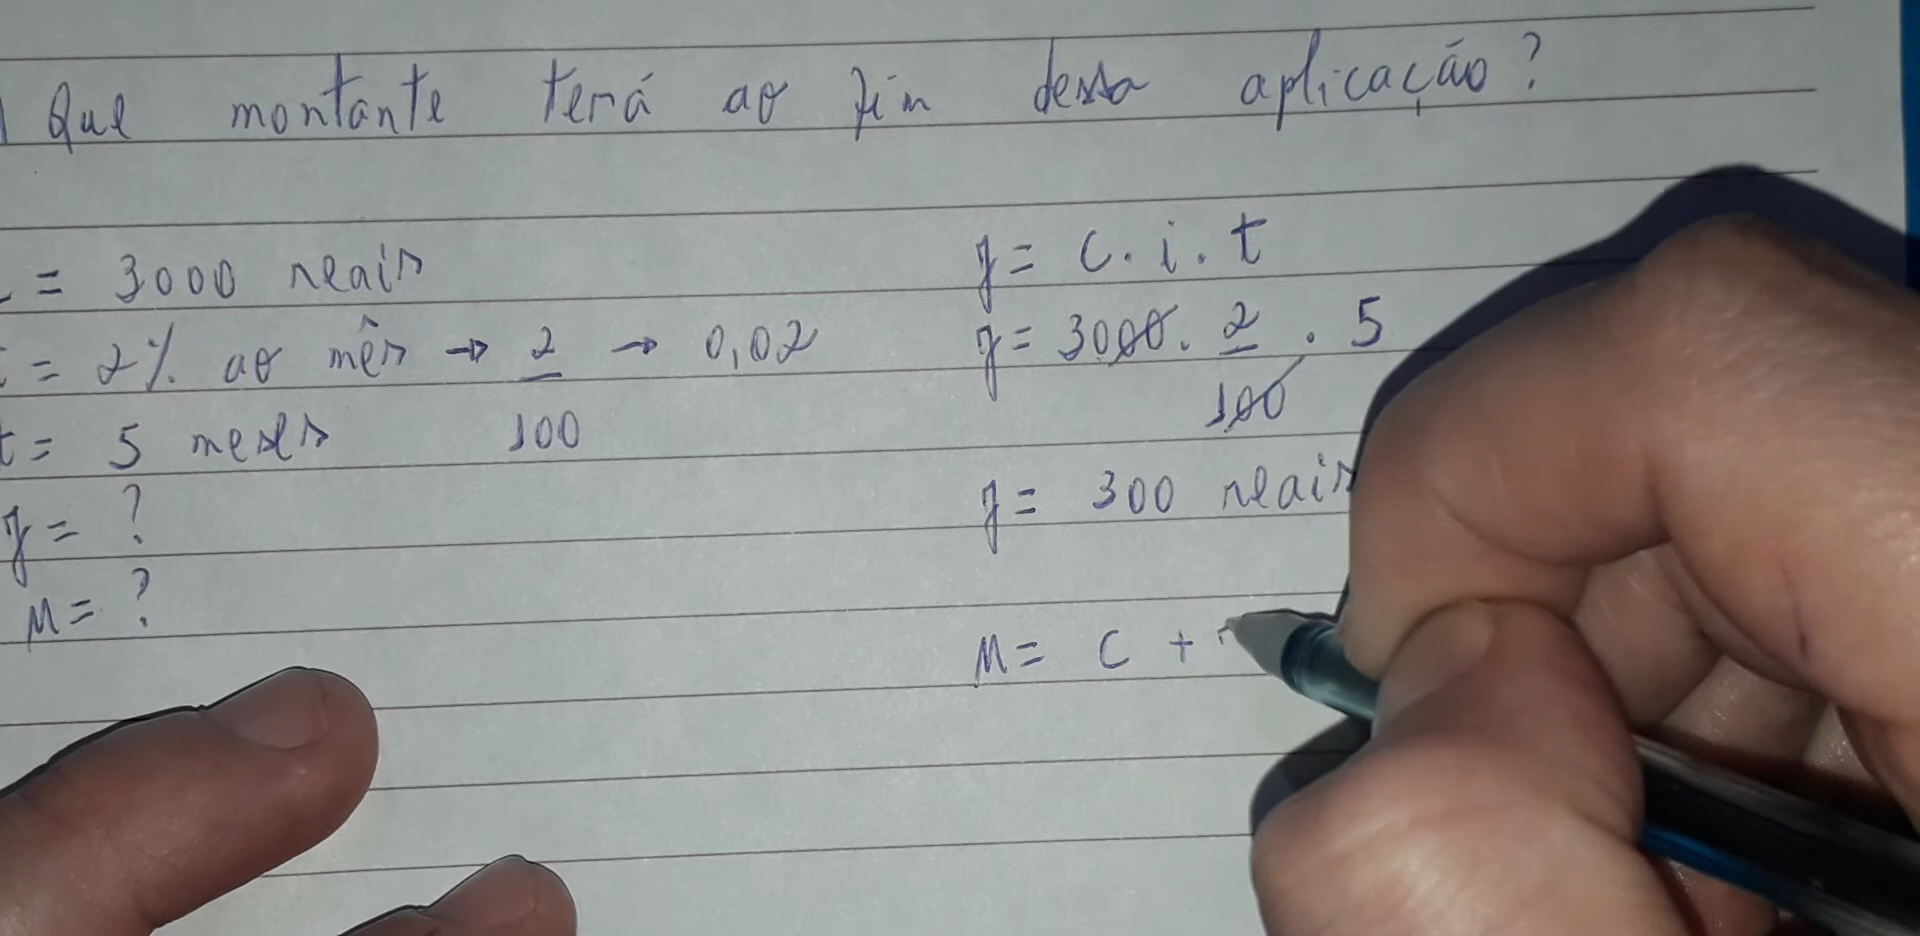 Que montante terá ao fim dessa aplicação?
= 3000 reais
= 2% ao mês → 2/100 → 0,02
t = 5 meses
J = ?
M = ?
J = C . i . t
J = 3000 . 2/100 . 5
J = 300 reais
M = C +